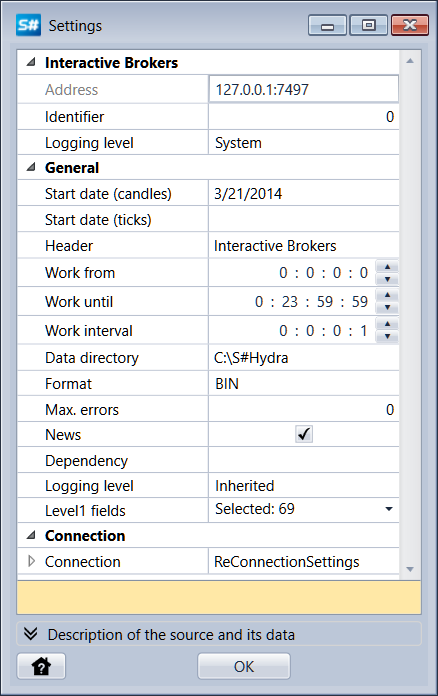 S# Settings
Interactive Brokers
Address 127.0.0.1:7497
Identifier 0
Logging level System
General
Start date (candles) 3/21/2014
Start date (ticks)
Header Interactive Brokers
Work from 0 : 0 : 0 : 0
Work until 0 : 23 : 59 : 59
Work interval 0 : 0 : 0 : 1
Data directory C:\S#Hydra
Format BIN
Max. errors 0
News
Dependency
Logging level Inherited
Level1 fields Selected: 69
Connection
Connection ReConnectionSettings
Description of the source and its data
? OK